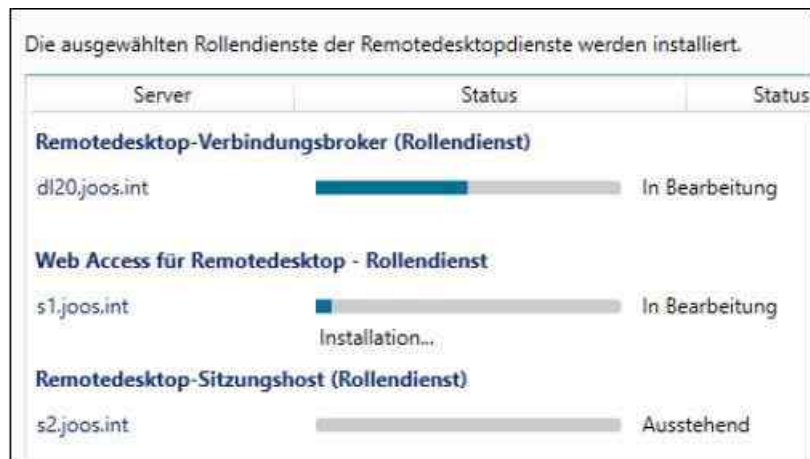 Die ausgewählten Rollendienste der Remotedesktopdienste werden installiert.
Server Status Status
Remotedesktop-Verbindungsbroker (Rollendienst)
dl20.joos.int In Bearbeitung
Web Access für Remotedesktop - Rollendienst
s1.joos.int In Bearbeitung
Installation...
Remotedesktop-Sitzungshost (Rollendienst)
s2.joos.int Ausstehend